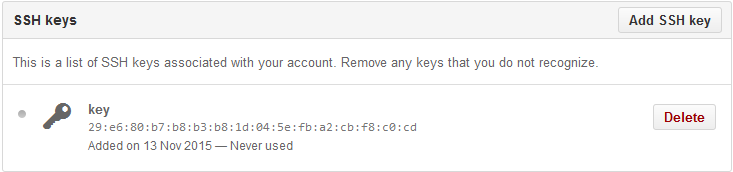 SSH keys
Add SSH key
This is a list of SSH keys associated with your account. Remove any keys that you do not recognize.
key
29:e6:80:b7:b8:b3:b8:1d:04:5e:fb:a2:cb:f8:c0:cd
Delete
Added on 13 Nov 2015 — Never used